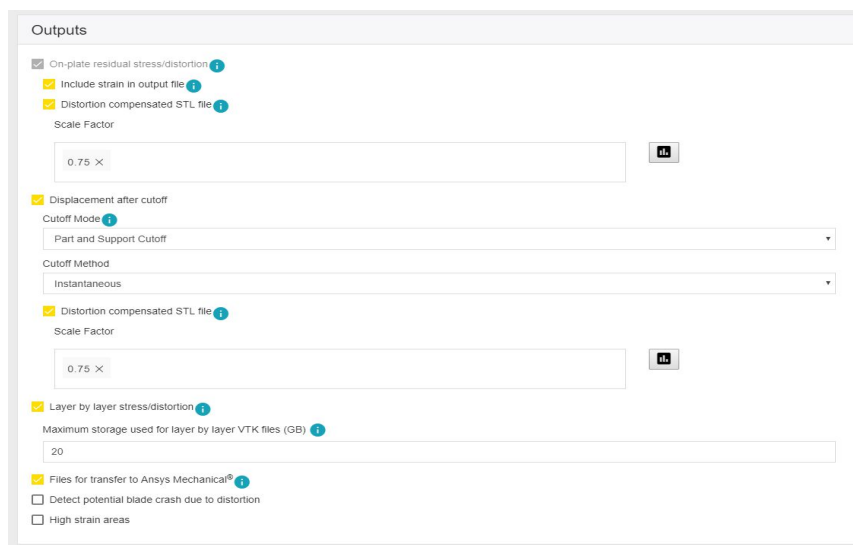 Outputs
On-plate residual stress/distortion
Include strain in output file
Distortion compensated STL file
Scale Factor
0.75 ×
Displacement after cutoff
Cutoff Mode
Part and Support Cutoff
Cutoff Method
Instantaneous
Distortion compensated STL file
Scale Factor
0.75 ×
Layer by layer stress/distortion
Maximum storage used for layer by layer VTK files (GB)
20
Files for transfer to Ansys Mechanical®
Detect potential blade crash due to distortion
High strain areas